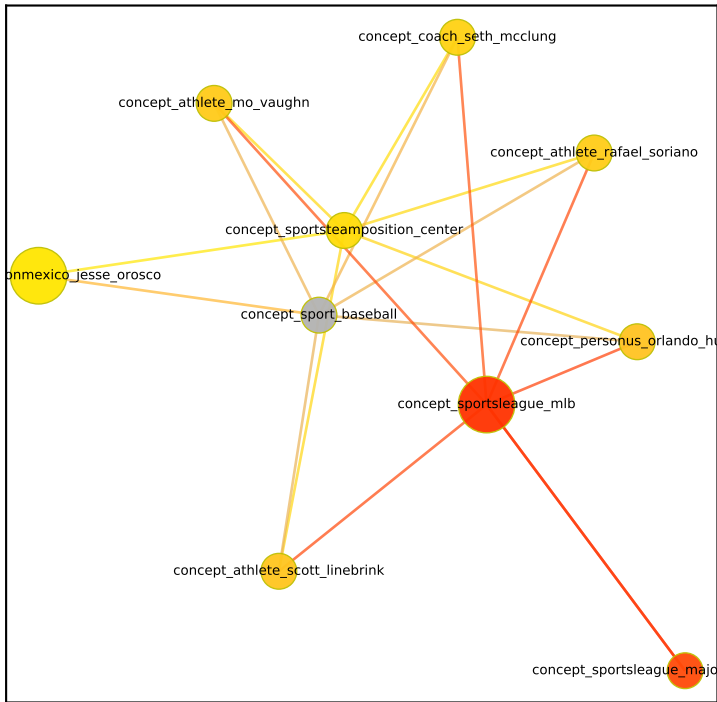 concept_coach_seth_mcclung
concept_athlete_mo_vaughn
concept_athlete_rafael_soriano
concept_sportsteamposition_center
onmexico_jesse_orosco
concept_sport_baseball
concept_personus_orlando_hu
concept_sportsleague_mlb
concept_athlete_scott_linebrink
concept_sportsleague_majo